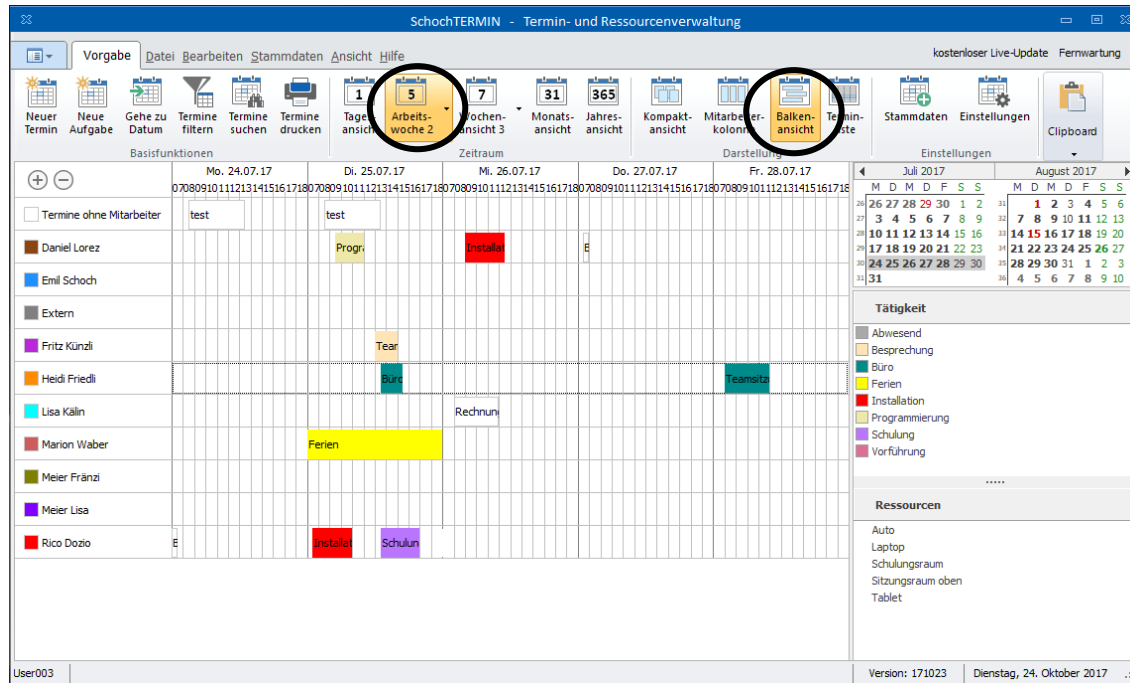 SchochTERMIN - Termin- und Ressourcenverwaltung
Vorgabe Datei Bearbeiten Stammdaten Ansicht Hilfe
kostenloser Live-Update Fernwartung
1 5 7 31 365
Neuer Termin
Neue Aufgabe
Gehe zu Datum
Termine filtern
Termine suchen
Termine drucken
Arbeits-woche 2
Wochen-ansicht 3
Monats-ansicht
Jahres-ansicht
Kompakt-ansicht
Balken-ansicht
Stammdaten
Einstellungen
Clipboard
Basisfunktionen Zeitraum Darstellung Einstellungen
Mo. 24.07.17 Di. 25.07.17 Mi. 26.07.17 Do. 27.07.17 Fr. 28.07.17
070809101112131415161718070809101112131415161718070809101112131415161718070809101112131415161718070809101112131415161718
Termine ohne Mitarbeiter test test
Daniel Lorez Progra Installat B
Emil Schoch
Extern
Fritz Künzli Tear
Heidi Friedli Büro Teamsitz
Lisa Kälin Rechnun
Marion Waber Ferien
Meier Fränzi
Meier Lisa
Rico Dozio Installat Schulun
Juli 2017
M D M D F S S
26 26 27 28 29 30 1 2
27 3 4 5 6 7 8 9
28 10 11 12 13 14 15 16
29 17 18 19 20 21 22 23
30 24 25 26 27 28 29 30
31 31
August 2017
M D M D F S S
31 1 2 3 4 5 6
32 7 8 9 10 11 12 13
33 14 15 16 17 18 19 20
34 21 22 23 24 25 26 27
35 28 29 30 31 1 2 3
36 4 5 6 7 8 9 10
Tätigkeit
Abwesend
Besprechung
Büro
Ferien
Installation
Programmierung
Schulung
Vorführung
Ressourcen
Auto
Laptop
Schulungsraum
Sitzungsraum oben
Tablet
User003
Version: 171023
Dienstag, 24. Oktober 2017